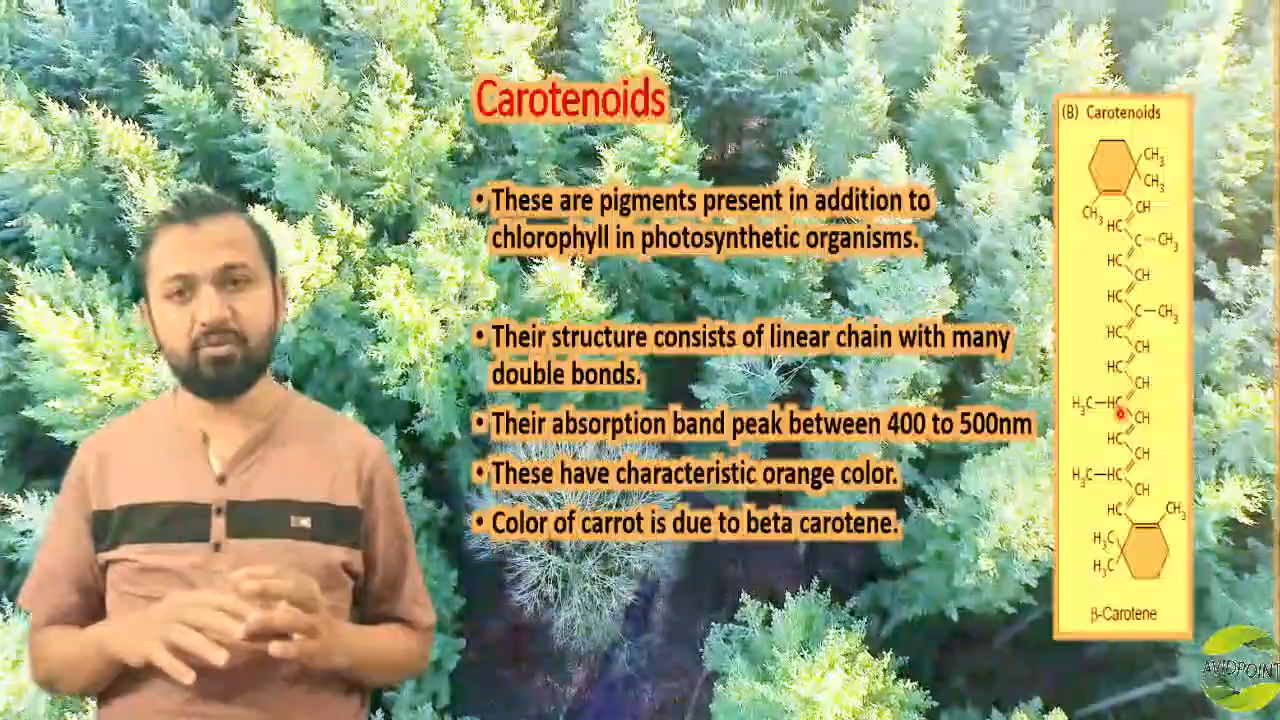 Carotenoids
• These are pigments present in addition to
chlorophyll in photosynthetic organisms.
• Their structure consists of linear chain with many
double bonds.
• Their absorption band peak between 400 to 500nm
• These have characteristic orange color.
• Color of carrot is due to beta carotene.
(B) Carotenoids
CH₃
CH₃
CH₃
CH
HC
C—CH₃
HC
CH
HC
C—CH₃
HC
CH
HC
CH
H₃C—HC
CH
HC
CH
H₃C—HC
CH
HC
CH₃
H₃C
H₃C
β-Carotene
AVIDPOINT